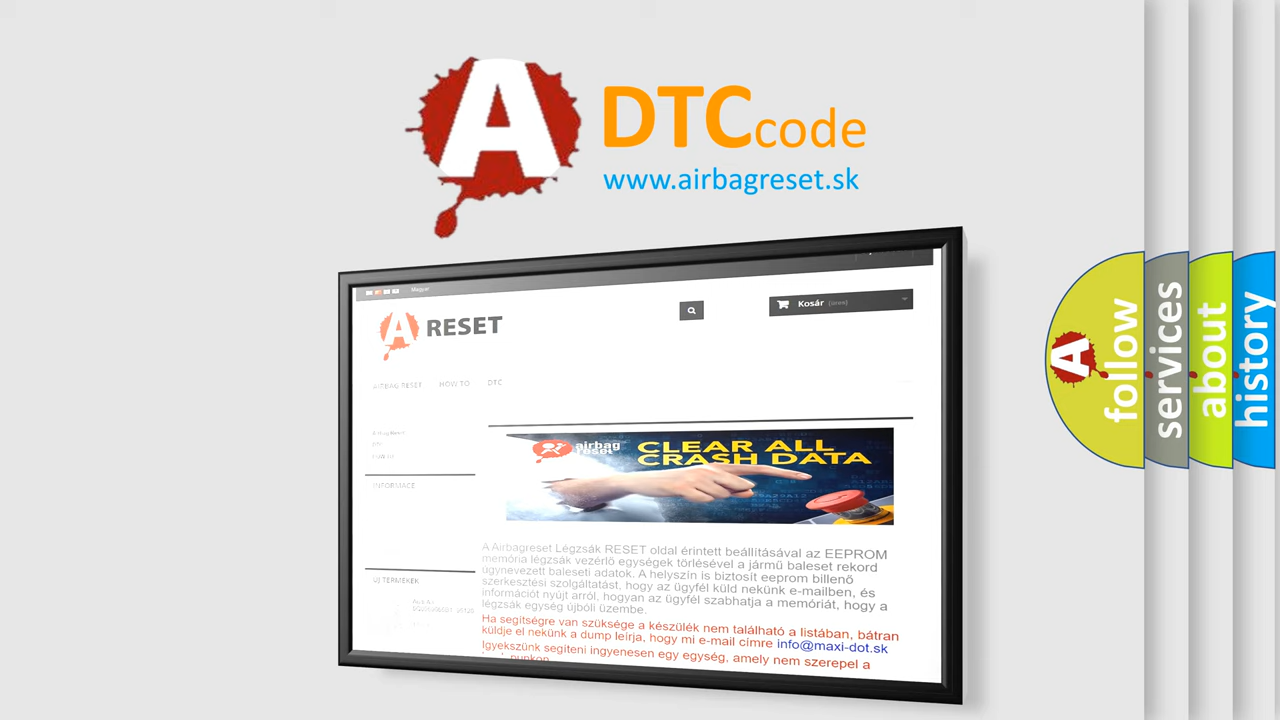 A
DTCcode
www.airbagreset.sk
Magyar
A RESET
Kosár (üres)
AIRBAG RESET HOW TO DTC
INFORMACE
airbag
reset
CLEAR ALL
CRASH DATA
A Airbagreset Légzsák RESET oldal érintett beállításával az EEPROM
memória légzsák vezérlő egységek törlésével a jármű baleset rekord
úgynevezett baleseti adatok. A helyszín is biztosít eeprom billenő
szerkesztési szolgáltatást, hogy az ügyfél küld nekünk e-mailben, és
információt nyújt arról, hogyan az ügyfél szabhatja a memóriát, hogy a
légzsák egység újbóli üzembe.
Ha segítségre van szüksége a készülék nem található a listában, bátran
küldje el nekünk a dump leírja, hogy mi e-mail címre info@maxi-dot.sk
Igyekszünk segíteni ingyenesen egy egység, amely nem szerepel a
ÚJ TERMÉKEK
A
follow
services
about
history